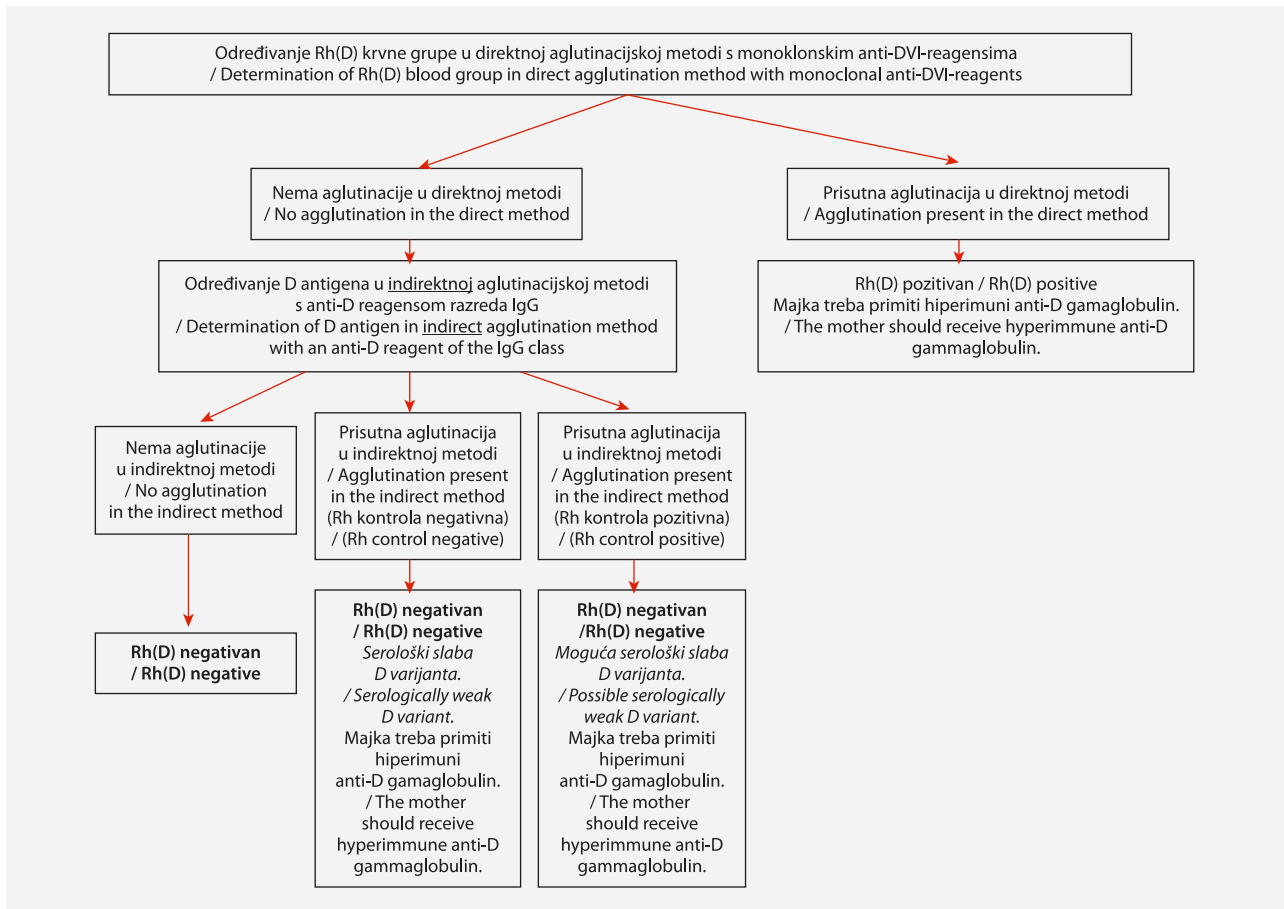 Određivanje Rh(D) krvne grupe u direktnoj aglutinacijskoj metodi s monoklonskim anti-DVI-reagensima
/ Determination of Rh(D) blood group in direct agglutination method with monoclonal anti-DVI-reagents
Nema aglutinacije u direktnoj metodi
/ No agglutination in the direct method
Prisutna aglutinacija u direktnoj metodi
/ Agglutination present in the direct method
Određivanje D antigena u indirektnoj aglutinacijskoj metodi
s anti-D reagensom razreda IgG
/ Determination of D antigen in indirect agglutination method
with an anti-D reagent of the IgG class
Rh(D) pozitivan / Rh(D) positive
Majka treba primiti hiperimuni anti-D gamaglobulin.
/ The mother should receive hyperimmune anti-D
gammaglobulin.
Nema aglutinacije
u indirektnoj metodi
/ No agglutination
in the indirect method
Prisutna aglutinacija
u indirektnoj metodi
/ Agglutination present
in the indirect method
(Rh kontrola negativna)
/ (Rh control negative)
Prisutna aglutinacija
u indirektnoj metodi
/ Agglutination present
in the indirect method
(Rh kontrola pozitivna)
/ (Rh control positive)
Rh(D) negativan
/ Rh(D) negative
Rh(D) negativan
/ Rh(D) negative
Serološki slaba
D varijanta.
/ Serologically weak
D variant.
Majka treba primiti
hiperimuni
anti-D gamaglobulin.
/ The mother
should receive
hyperimmune anti-D
gammaglobulin.
Rh(D) negativan
/Rh(D) negative
Moguća serološki slaba
D varijanta.
/ Possible serologically
weak D variant.
Majka treba primiti
hiperimuni
anti-D gamaglobulin.
/ The mother
should receive
hyperimmune anti-D
gammaglobulin.